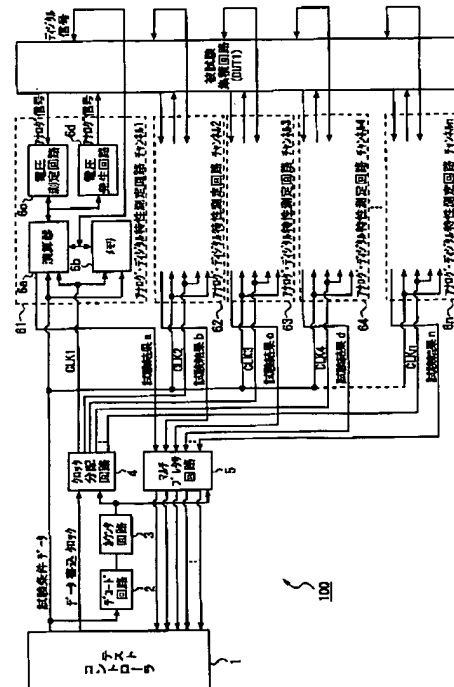 試験条件データ
データ書込クロック
テスト
コントローラ
1
デコード
回路
2
カウンタ
回路
3
クロック
分配
回路
4
マルチ
プレクサ
回路
5
100
CLK1
試験結果 a
CLK2
試験結果 b
CLK3
試験結果 c
CLK4
試験結果 d
CLKn
試験結果 n
61
6a
演算器
6b
メモリ
6c
電圧
測定回路
6d
電圧
発生回路
アナログ信号
アナログ信号
ディジタル
信号
アナログ・ディジタル特性測定回路 チャンネル1
62
アナログ・ディジタル特性測定回路 チャンネル2
63
アナログ・ディジタル特性測定回路 チャンネル3
64
アナログ・ディジタル特性測定回路 チャンネル4
6n
アナログ・ディジタル特性測定回路 チャンネルn
被試験
集積回路
(DUT1)